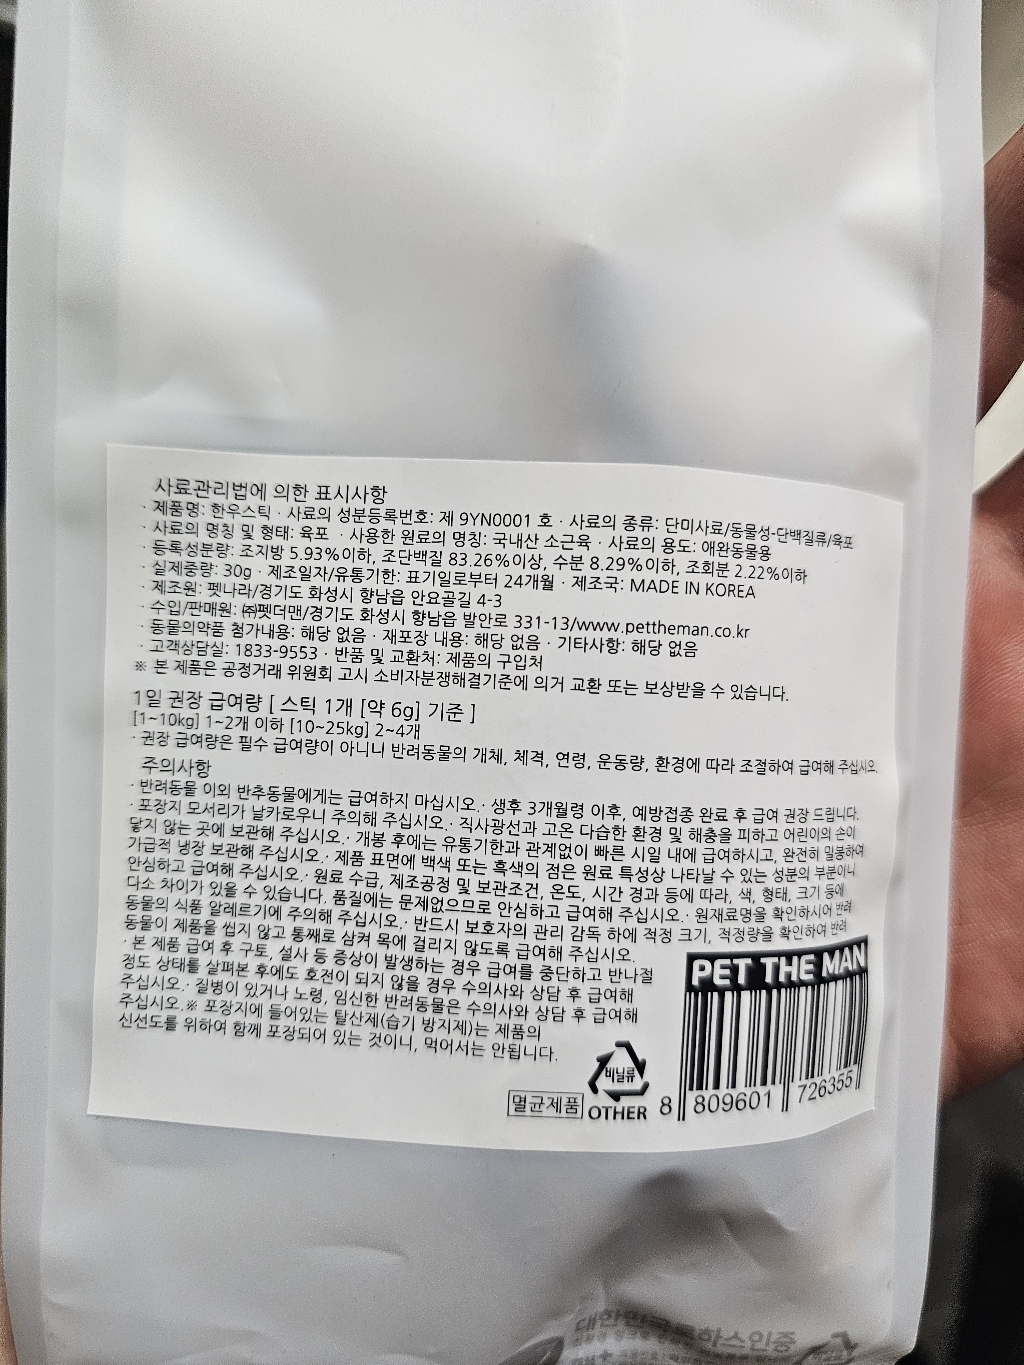 사료관리법에 의한 표시사항
· 제품명: 한우스틱 · 사료의 성분등록번호: 제 9YN0001 호 · 사료의 종류: 단미사료/동물성-단백질류/육포
· 사료의 명칭 및 형태: 육포 · 사용한 원료의 명칭: 국내산 소근육 · 사료의 용도: 애완동물용
· 등록성분량: 조지방 5.93%이하, 조단백질 83.26%이상, 수분 8.29%이하, 조회분 2.22%이하
· 실제중량: 30g · 제조일자/유통기한: 표기일로부터 24개월 · 제조국: MADE IN KOREA
· 제조원: 펫나라/경기도 화성시 향남읍 안요골길 4-3
· 수입/판매원: ㈜펫더맨/경기도 화성시 향남읍 발안로 331-13/www.pettheman.co.kr
· 동물의약품 첨가내용: 해당 없음 · 재포장 내용: 해당 없음 · 기타사항: 해당 없음
· 고객상담실: 1833-9553 · 반품 및 교환처: 제품의 구입처
※ 본 제품은 공정거래 위원회 고시 소비자분쟁해결기준에 의거 교환 또는 보상받을 수 있습니다.
1일 권장 급여량 [ 스틱 1개 [약 6g] 기준 ]
[1~10kg] 1~2개 이하 [10~25kg] 2~4개
· 권장 급여량은 필수 급여량이 아니니 반려동물의 개체, 체격, 연령, 운동량, 환경에 따라 조절하여 급여해 주십시오.
주의사항
· 반려동물 이외 반추동물에게는 급여하지 마십시오.· 생후 3개월령 이후, 예방접종 완료 후 급여 권장 드립니다.
· 포장지 모서리가 날카로우니 주의해 주십시오.· 직사광선과 고온 다습한 환경 및 해충을 피하고 어린이의 손이
닿지 않는 곳에 보관해 주십시오.· 개봉 후에는 유통기한과 관계없이 빠른 시일 내에 급여하시고, 완전히 밀봉하여
가급적 냉장 보관해 주십시오.· 제품 표면에 백색 또는 흑색의 점은 원료 특성상 나타날 수 있는 성분의 부분이니
안심하고 급여해 주십시오.· 원료 수급, 제조공정 및 보관조건, 온도, 시간 경과 등에 따라, 색, 형태, 크기 등에
다소 차이가 있을 수 있습니다. 품질에는 문제없으므로 안심하고 급여해 주십시오.· 원재료명을 확인하시어 반려
동물의 식품 알레르기에 주의해 주십시오.· 반드시 보호자의 관리 감독 하에 적정 크기, 적정량을 확인하여 반려
동물이 제품을 씹지 않고 통째로 삼켜 목에 걸리지 않도록 급여해 주십시오.
· 본 제품 급여 후 구토, 설사 등 증상이 발생하는 경우 급여를 중단하고 반나절
정도 상태를 살펴본 후에도 호전이 되지 않을 경우 수의사와 상담 후 급여해
주십시오.· 질병이 있거나 노령, 임신한 반려동물은 수의사와 상담 후 급여해
주십시오.※ 포장지에 들어있는 탈산제(습기 방지제)는 제품의
신선도를 위하여 함께 포장되어 있는 것이니, 먹어서는 안됩니다.
PET THE MAN
비닐류
멸균제품 OTHER 8 809601 726355